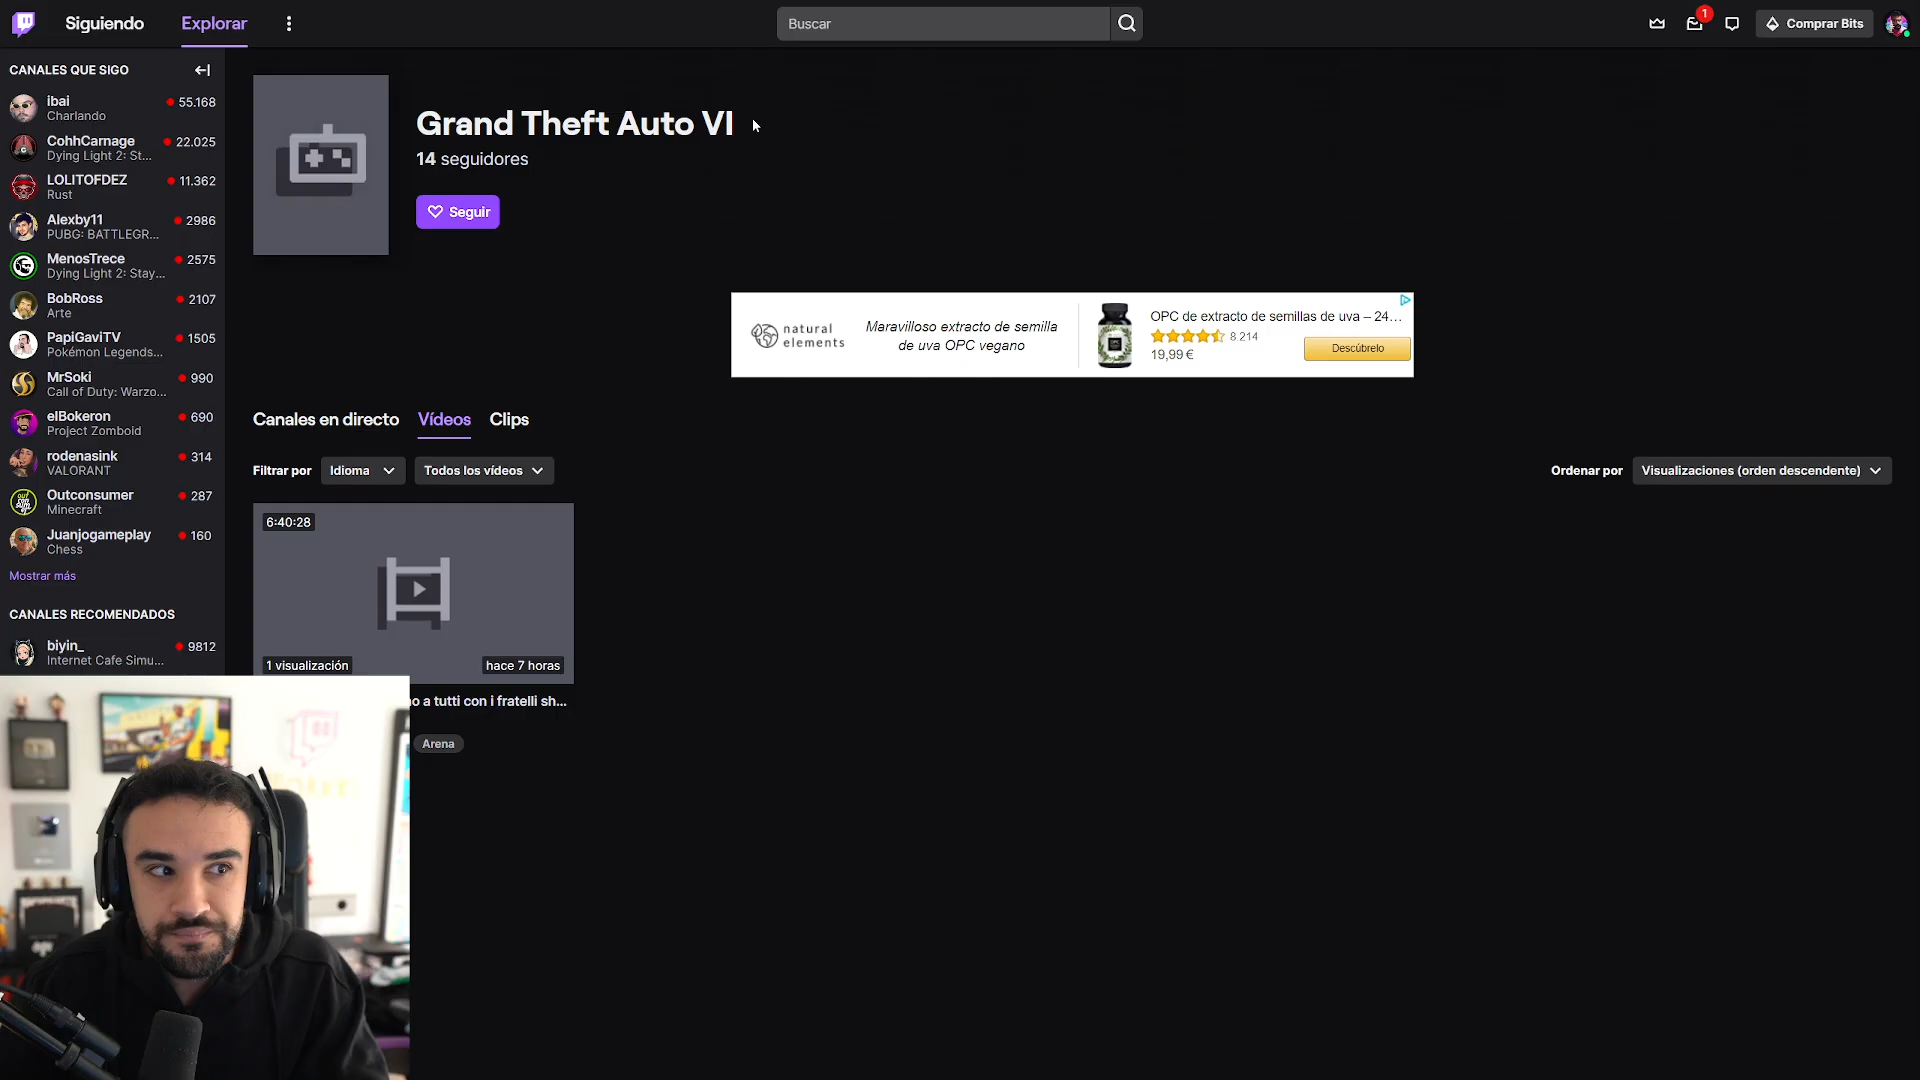 Siguiendo
Explorar
Buscar
1
Comprar Bits
CANALES QUE SIGO
ibai
55.168
Charlando
CohhCarnage
22.025
Dying Light 2: St...
LOLITOFDEZ
11.362
Rust
Alexby11
2986
PUBG: BATTLEGR...
MenosTrece
2575
Dying Light 2: Stay...
BobRoss
2107
Arte
PapiGaviTV
1505
Pokémon Legends...
MrSoki
990
Call of Duty: Warzo...
elBokeron
690
Project Zomboid
rodenasink
314
VALORANT
Outconsumer
287
Minecraft
Juanjogameplay
160
Chess
Mostrar más
CANALES RECOMENDADOS
biyin_
9812
Internet Cafe Simu...
Grand Theft Auto VI
14 seguidores
Seguir
natural elements
Maravilloso extracto de semilla
de uva OPC vegano
OPC de extracto de semillas de uva – 24...
8.214
19,99 €
Descúbrelo
Canales en directo
Vídeos
Clips
Filtrar por
Idioma
Todos los vídeos
Ordenar por
Visualizaciones (orden descendente)
6:40:28
1 visualización
hace 7 horas
o a tutti con i fratelli sh...
Arena